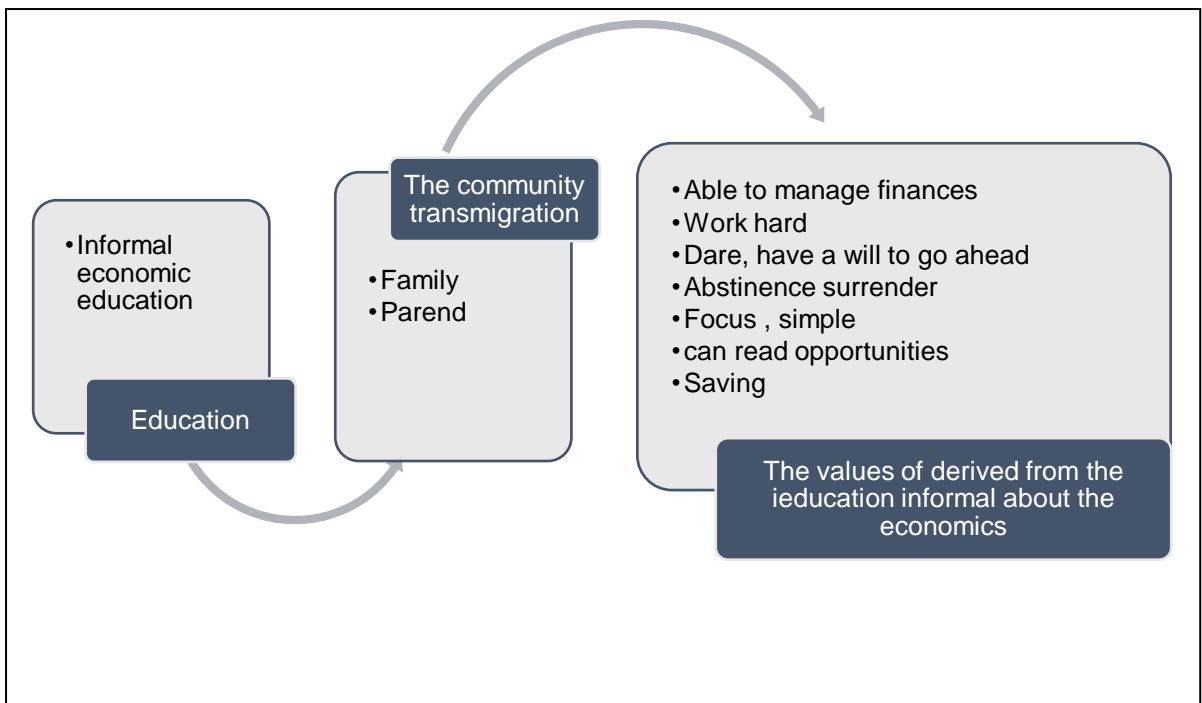 •Informal
economic
education
Education
The community
transmigration
•Family
•Parend
•Able to manage finances
•Work hard
•Dare, have a will to go ahead
•Abstinence surrender
•Focus , simple
•can read opportunities
•Saving
The values of derived from the
ieducation informal about the
economics